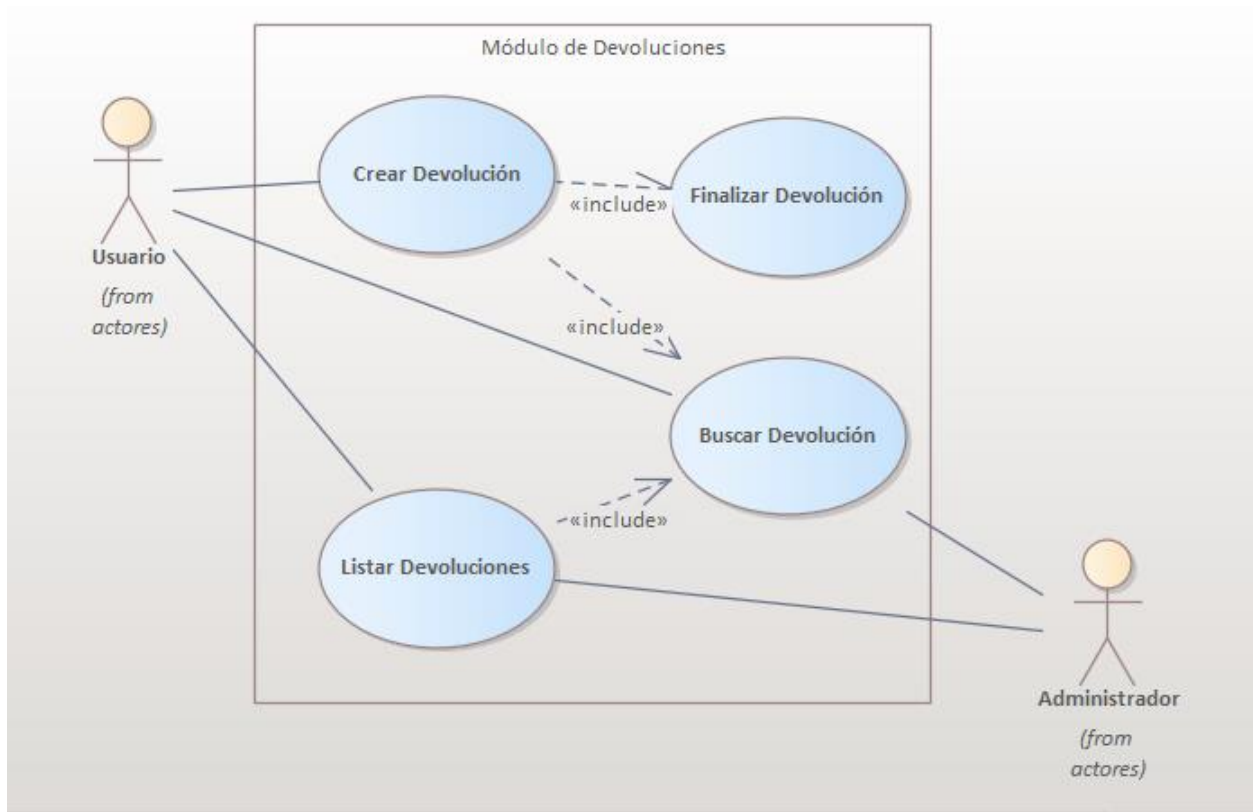 Módulo de Devoluciones
Crear Devolución
«include»
Finalizar Devolución
Usuario
(from
actores)
«include»
Buscar Devolución
«include»
Listar Devoluciones
Administrador
(from
actores)